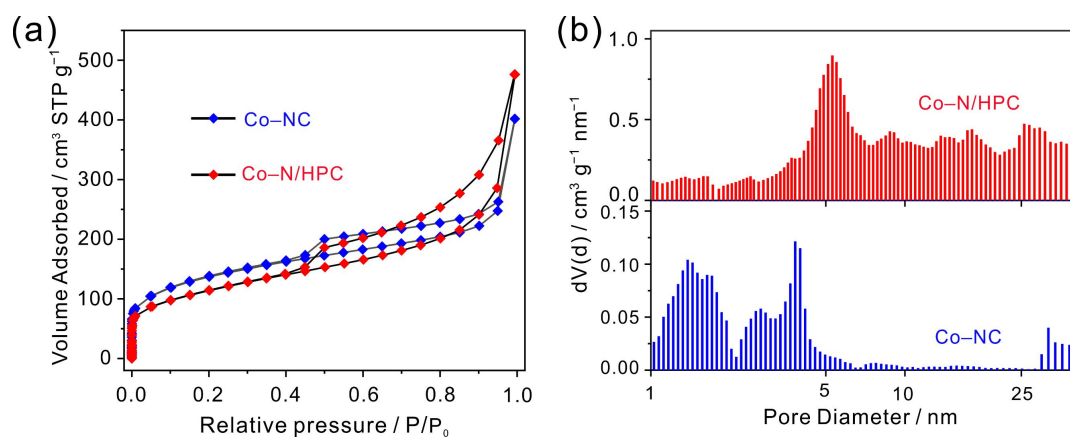 (a)
Volume Adsorbed / cm³ STP g⁻¹
500
400
300
200
100
0
Co–NC
Co–N/HPC
0.0 0.2 0.4 0.6 0.8 1.0
Relative pressure / P/P₀
(b)
dV(d) / cm³ g⁻¹ nm⁻¹
1.0
0.5
0.0
Co–N/HPC
0.15
0.10
0.05
0.00
Co–NC
1 5 10 25
Pore Diameter / nm